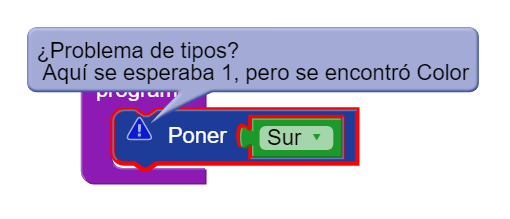 ¿Problema de tipos?
Aquí se esperaba 1, pero se encontró Color
program
Poner
Sur